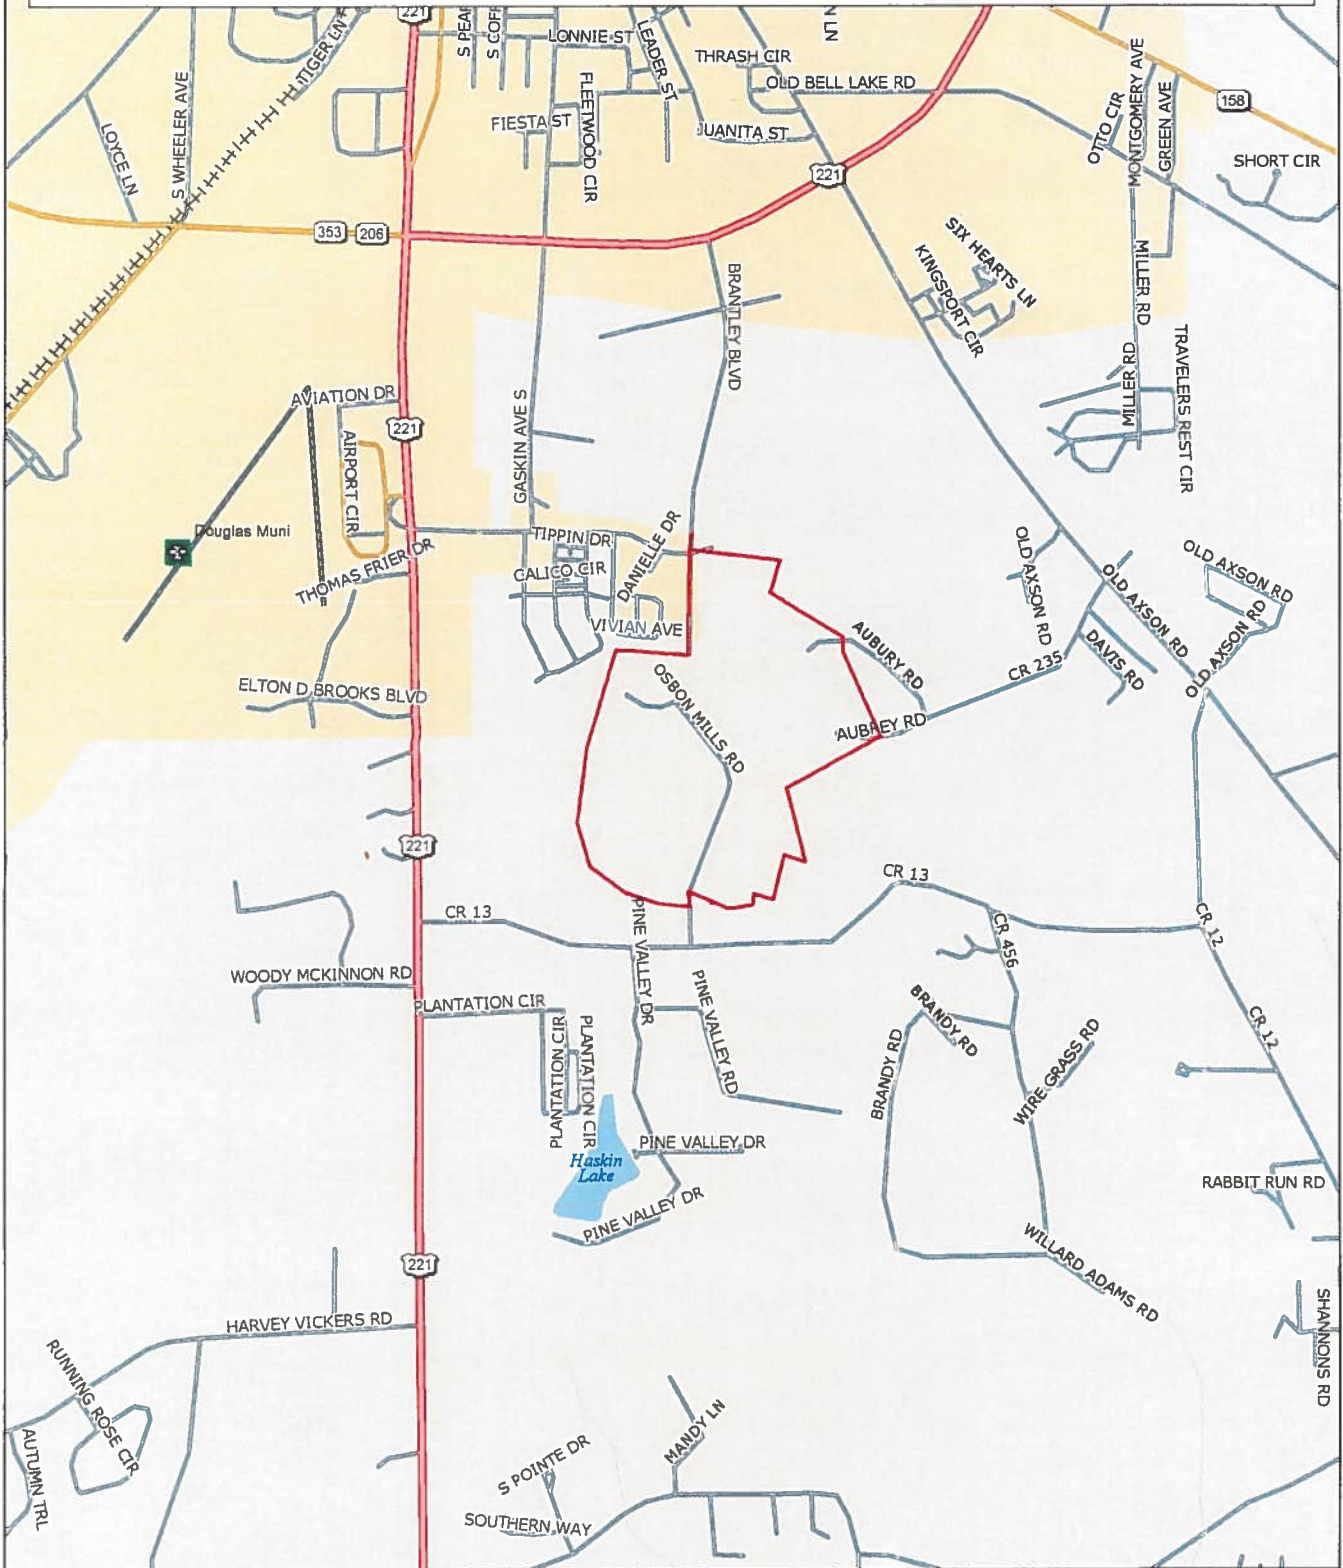 221
S PEAR
S COFF
LONNIE ST
LEADER ST
N LN
TIGER LN
THRASH CIR
OLD BELL LAKE RD
MONTGOMERY AVE
158
S WHEELER AVE
LOYCE LN
FLEETWOOD CIR
FIESTA ST
JUANITA ST
OTTO CIR
GREEN AVE
SHORT CIR
221
353
206
SIX HEARTS LN
KINGSPORT CIR
MILLER RD
BRANTLEY BLVD
MILLER RD
TRAVELERS REST CIR
AVIATION DR
221
GASKIN AVE S
AIRPORT CIR
Douglas Muni
TIPPIN DR
DANIELLE DR
THOMAS FRIER DR
CALICO CIR
OLD AXSON RD
OLD AXSON RD
OLD AXSON RD
OLD AXSON RD
VIVIAN AVE
AUBURY RD
DAVIS RD
CR 235
ELTON D BROOKS BLVD
OSBON MILLS RD
AUBREY RD
221
CR 13
CR 13
PINE VALLEY DR
CR 456
CR 12
WOODY MCKINNON RD
PLANTATION CIR
PINE VALLEY RD
BRANDY RD
BRANDY RD
CR 12
PLANTATION CIR
PLANTATION CIR
WIRE GRASS RD
PINE VALLEY DR
Haskin
Lake
RABBIT RUN RD
PINE VALLEY DR
221
WILLARD ADAMS RD
HARVEY VICKERS RD
SHANNONS RD
RUNNING ROSE CIR
AUTUMN TRL
MANDY LN
S POINTE DR
SOUTHERN WAY